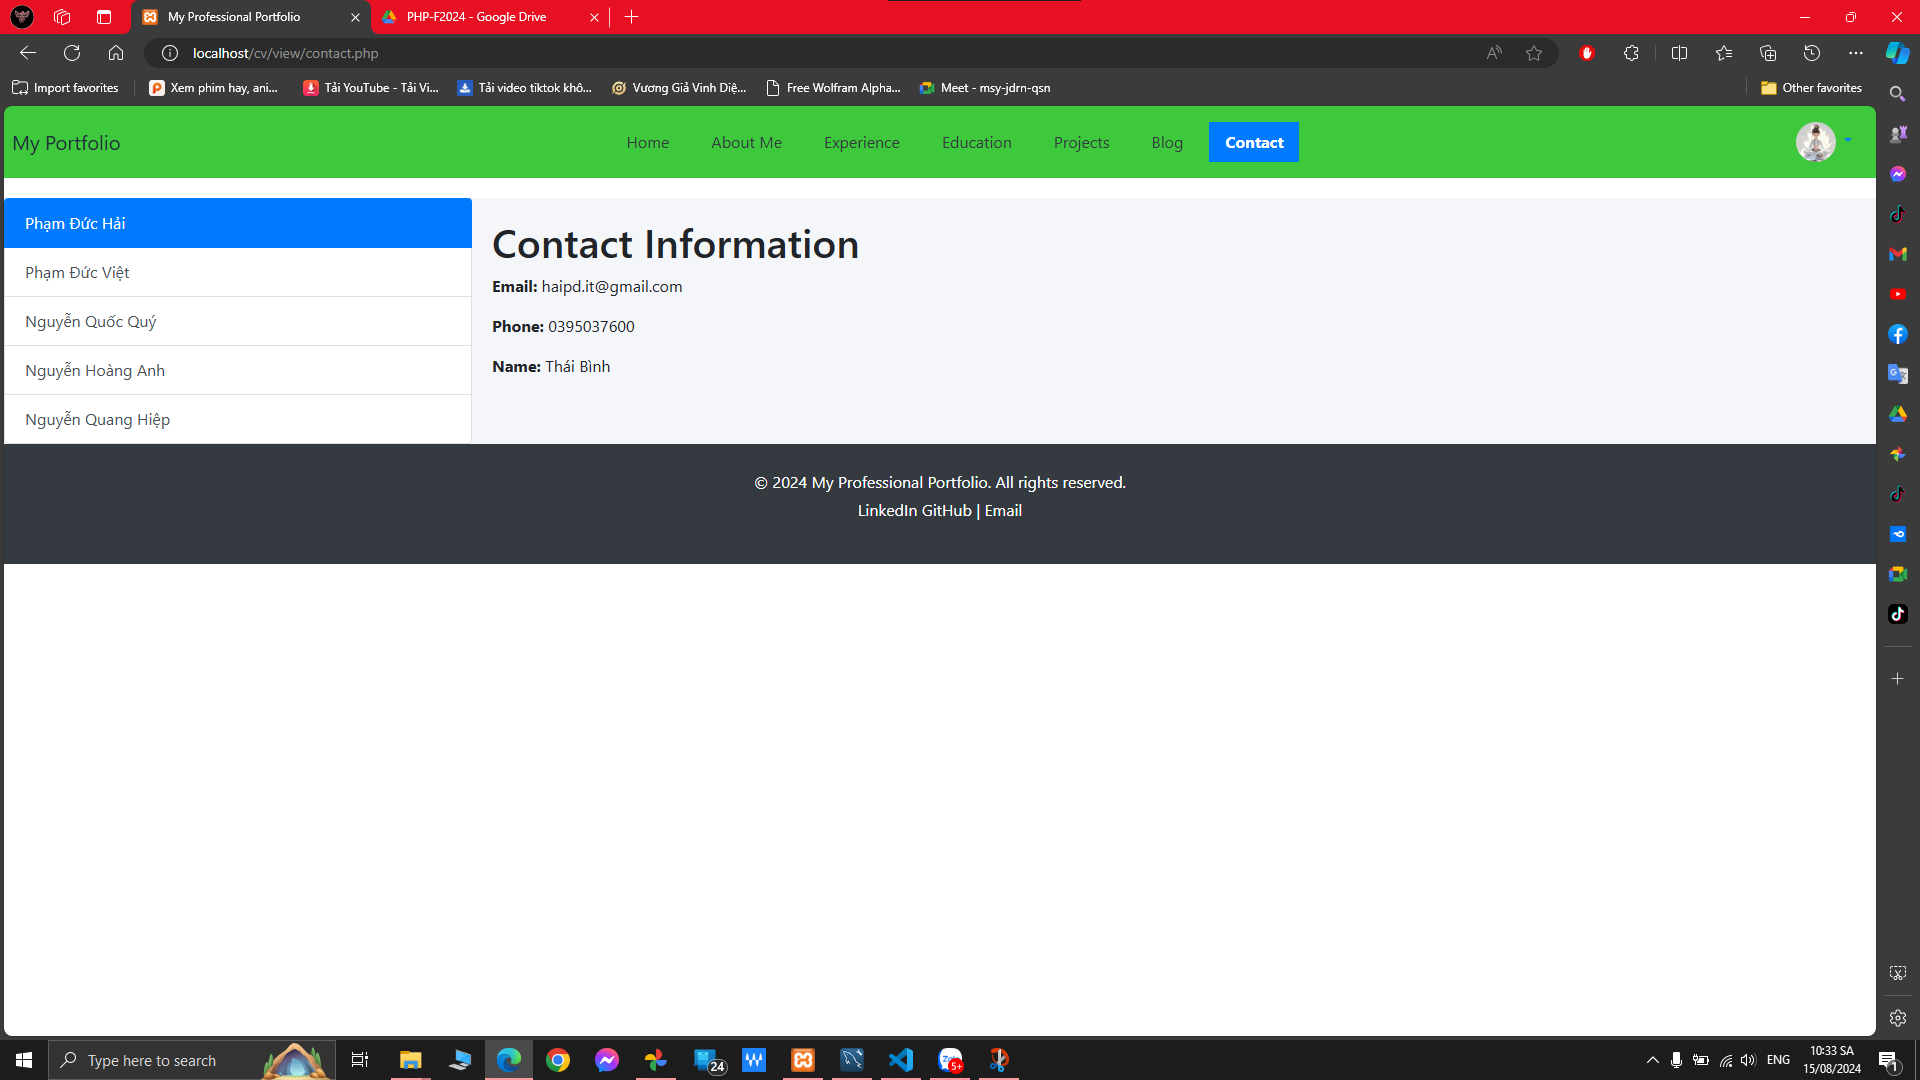 My Professional Portfolio
PHP-F2024 - Google Drive
localhost/cv/view/contact.php
Import favorites
Xem phim hay, ani...
Tải YouTube - Tải Vi...
Tải video tiktok khô...
Vương Giả Vinh Diệ...
Free Wolfram Alpha...
Meet - msy-jdrn-qsn
Other favorites
My Portfolio
Home
About Me
Experience
Education
Projects
Blog
Contact
Phạm Đức Hải
Phạm Đức Việt
Nguyễn Quốc Quý
Nguyễn Hoàng Anh
Nguyễn Quang Hiệp
Contact Information
Email: haipd.it@gmail.com
Phone: 0395037600
Name: Thái Bình
© 2024 My Professional Portfolio. All rights reserved.
LinkedIn GitHub | Email
Type here to search
24
5+
ENG
10:33 SA
15/08/2024
1